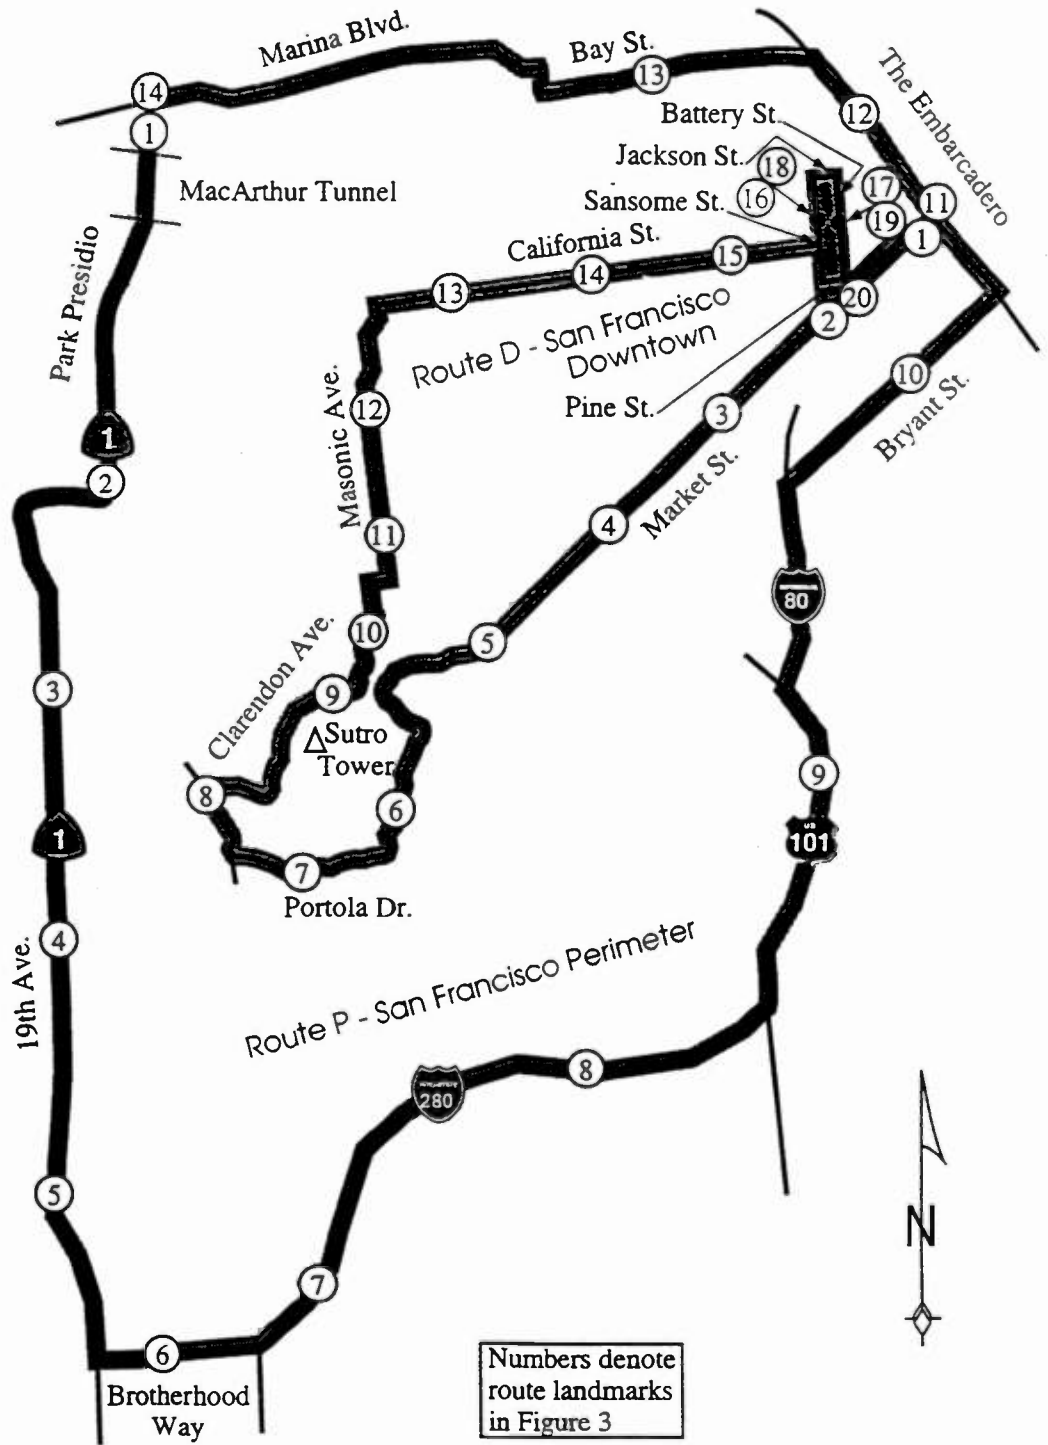 Marina Blvd.
Bay St.
The Embarcadero
14
13
12
1
Battery St.
Jackson St.
18
17
MacArthur Tunnel
16
11
Sansome St.
19
1
California St.
15
14
13
20
2
Park Presidio
Route D - San Francisco
Downtown
Pine St.
10
Bryant St.
Masonic Ave.
12
3
1
2
Market St.
11
4
80
10
5
Clarendon Ave.
9
3
Sutro
Tower
8
6
9
1
US
101
7
Portola Dr.
4
19th Ave.
Route P - San Francisco Perimeter
8
280
5
N
7
6
Brotherhood
Way
Numbers denote
route landmarks
in Figure 3